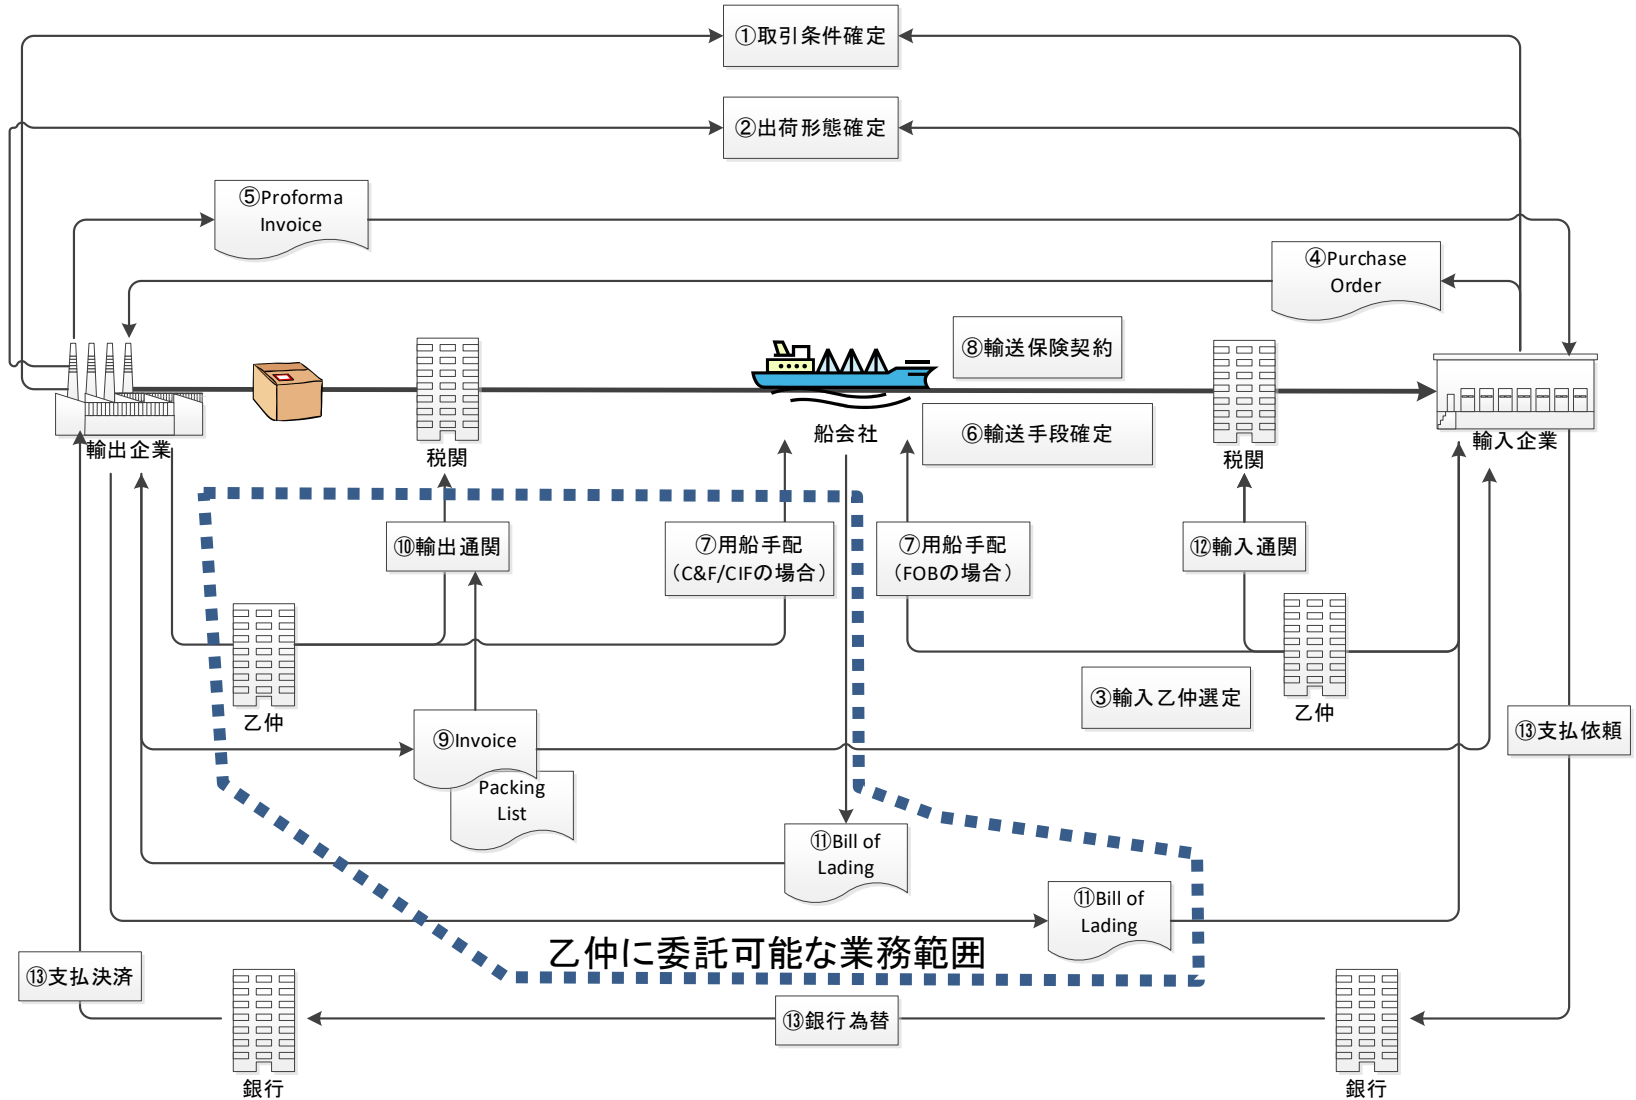 ①取引条件確定
②出荷形態確定
⑤Proforma
Invoice
④Purchase
Order
⑧輸送保険契約
⑥輸送手段確定
輸出企業
税関
船会社
税関
輸入企業
⑩輸出通関
⑦用船手配
（C&F/CIFの場合）
⑦用船手配
（FOBの場合）
⑫輸入通関
③輸入乙仲選定
乙仲
乙仲
⑨Invoice
Packing
List
⑬支払依頼
⑪Bill of
Lading
⑪Bill of
Lading
乙仲に委託可能な業務範囲
⑬支払決済
⑬銀行為替
銀行
銀行